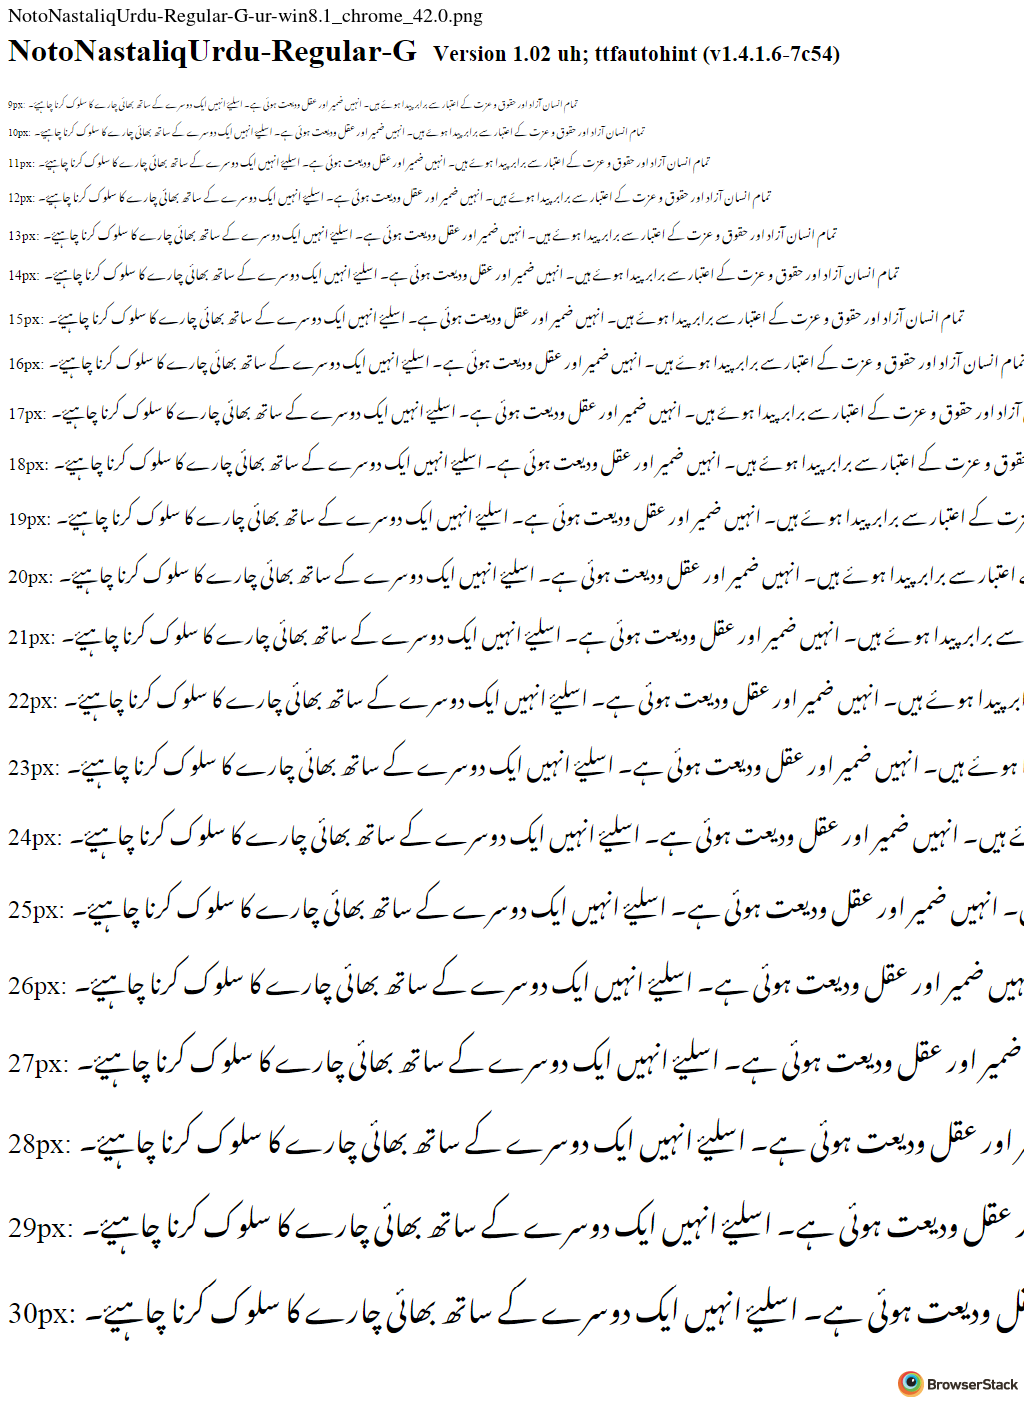 NotoNastaliqUrdu-Regular-G-ur-win8.1_chrome_42.0.png
NotoNastaliqUrdu-Regular-G Version 1.02 uh; ttfautohint (v1.4.1.6-7c54)
9px: تمام انسان آزاد اور حقوق و عزت کے اعتبار سے برابر پیدا ہوئے ہیں۔ انہیں ضمیر اور عقل ودیعت ہوئی ہے۔ اسلیئے انہیں ایک دوسرے کے ساتھ بھائی چارے کا سلوک کرنا چاہیئے۔
10px: تمام انسان آزاد اور حقوق و عزت کے اعتبار سے برابر پیدا ہوئے ہیں۔ انہیں ضمیر اور عقل ودیعت ہوئی ہے۔ اسلیئے انہیں ایک دوسرے کے ساتھ بھائی چارے کا سلوک کرنا چاہیئے۔
11px: تمام انسان آزاد اور حقوق و عزت کے اعتبار سے برابر پیدا ہوئے ہیں۔ انہیں ضمیر اور عقل ودیعت ہوئی ہے۔ اسلیئے انہیں ایک دوسرے کے ساتھ بھائی چارے کا سلوک کرنا چاہیئے۔
12px: تمام انسان آزاد اور حقوق و عزت کے اعتبار سے برابر پیدا ہوئے ہیں۔ انہیں ضمیر اور عقل ودیعت ہوئی ہے۔ اسلیئے انہیں ایک دوسرے کے ساتھ بھائی چارے کا سلوک کرنا چاہیئے۔
13px: تمام انسان آزاد اور حقوق و عزت کے اعتبار سے برابر پیدا ہوئے ہیں۔ انہیں ضمیر اور عقل ودیعت ہوئی ہے۔ اسلیئے انہیں ایک دوسرے کے ساتھ بھائی چارے کا سلوک کرنا چاہیئے۔
14px: تمام انسان آزاد اور حقوق و عزت کے اعتبار سے برابر پیدا ہوئے ہیں۔ انہیں ضمیر اور عقل ودیعت ہوئی ہے۔ اسلیئے انہیں ایک دوسرے کے ساتھ بھائی چارے کا سلوک کرنا چاہیئے۔
15px: تمام انسان آزاد اور حقوق و عزت کے اعتبار سے برابر پیدا ہوئے ہیں۔ انہیں ضمیر اور عقل ودیعت ہوئی ہے۔ اسلیئے انہیں ایک دوسرے کے ساتھ بھائی چارے کا سلوک کرنا چاہیئے۔
16px: تمام انسان آزاد اور حقوق و عزت کے اعتبار سے برابر پیدا ہوئے ہیں۔ انہیں ضمیر اور عقل ودیعت ہوئی ہے۔ اسلیئے انہیں ایک دوسرے کے ساتھ بھائی چارے کا سلوک کرنا چاہیئے۔
17px: آزاد اور حقوق و عزت کے اعتبار سے برابر پیدا ہوئے ہیں۔ انہیں ضمیر اور عقل ودیعت ہوئی ہے۔ اسلیئے انہیں ایک دوسرے کے ساتھ بھائی چارے کا سلوک کرنا چاہیئے۔
18px: حقوق و عزت کے اعتبار سے برابر پیدا ہوئے ہیں۔ انہیں ضمیر اور عقل ودیعت ہوئی ہے۔ اسلیئے انہیں ایک دوسرے کے ساتھ بھائی چارے کا سلوک کرنا چاہیئے۔
19px: عزت کے اعتبار سے برابر پیدا ہوئے ہیں۔ انہیں ضمیر اور عقل ودیعت ہوئی ہے۔ اسلیئے انہیں ایک دوسرے کے ساتھ بھائی چارے کا سلوک کرنا چاہیئے۔
20px: اعتبار سے برابر پیدا ہوئے ہیں۔ انہیں ضمیر اور عقل ودیعت ہوئی ہے۔ اسلیئے انہیں ایک دوسرے کے ساتھ بھائی چارے کا سلوک کرنا چاہیئے۔
21px: سے برابر پیدا ہوئے ہیں۔ انہیں ضمیر اور عقل ودیعت ہوئی ہے۔ اسلیئے انہیں ایک دوسرے کے ساتھ بھائی چارے کا سلوک کرنا چاہیئے۔
22px: ابر پیدا ہوئے ہیں۔ انہیں ضمیر اور عقل ودیعت ہوئی ہے۔ اسلیئے انہیں ایک دوسرے کے ساتھ بھائی چارے کا سلوک کرنا چاہیئے۔
23px: ہوئے ہیں۔ انہیں ضمیر اور عقل ودیعت ہوئی ہے۔ اسلیئے انہیں ایک دوسرے کے ساتھ بھائی چارے کا سلوک کرنا چاہیئے۔
24px: ئے ہیں۔ انہیں ضمیر اور عقل ودیعت ہوئی ہے۔ اسلیئے انہیں ایک دوسرے کے ساتھ بھائی چارے کا سلوک کرنا چاہیئے۔
25px: ں۔ انہیں ضمیر اور عقل ودیعت ہوئی ہے۔ اسلیئے انہیں ایک دوسرے کے ساتھ بھائی چارے کا سلوک کرنا چاہیئے۔
26px: ہیں ضمیر اور عقل ودیعت ہوئی ہے۔ اسلیئے انہیں ایک دوسرے کے ساتھ بھائی چارے کا سلوک کرنا چاہیئے۔
27px: ضمیر اور عقل ودیعت ہوئی ہے۔ اسلیئے انہیں ایک دوسرے کے ساتھ بھائی چارے کا سلوک کرنا چاہیئے۔
28px: ر اور عقل ودیعت ہوئی ہے۔ اسلیئے انہیں ایک دوسرے کے ساتھ بھائی چارے کا سلوک کرنا چاہیئے۔
29px: ر عقل ودیعت ہوئی ہے۔ اسلیئے انہیں ایک دوسرے کے ساتھ بھائی چارے کا سلوک کرنا چاہیئے۔
30px: قل ودیعت ہوئی ہے۔ اسلیئے انہیں ایک دوسرے کے ساتھ بھائی چارے کا سلوک کرنا چاہیئے۔
BrowserStack